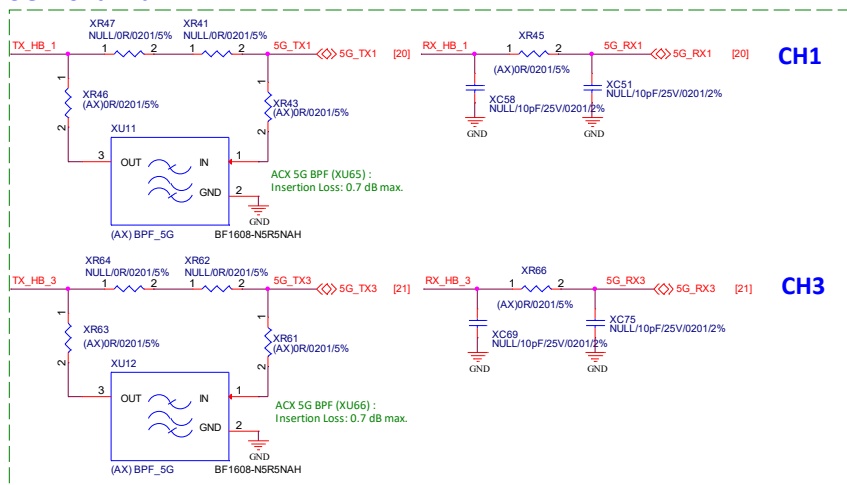 XR47
NULL/0R/0201/5%
XR41
NULL/0R/0201/5%
TX_HB_1
1
2
1
2
5G_TX1
5G_TX1
[20]
RX_HB_1
XR45
1
2
(AX)0R/0201/5%
5G_RX1
5G_RX1
[20]
CH1
1
XR46
(AX)0R/0201/5%
2
1
XR43
(AX)0R/0201/5%
2
XC58
NULL/10pF/25V/0201/2%
GND
XC51
NULL/10pF/25V/0201/2%
GND
XU11
3
OUT
IN
1
GND
2
GND
(AX) BPF_5G
BF1608-N5R5NAH
ACX 5G BPF (XU65) :
Insertion Loss: 0.7 dB max.
XR64
NULL/0R/0201/5%
XR62
NULL/0R/0201/5%
TX_HB_3
1
2
1
2
5G_TX3
5G_TX3
[21]
RX_HB_3
XR66
1
2
(AX)0R/0201/5%
5G_RX3
5G_RX3
[21]
CH3
1
XR63
(AX)0R/0201/5%
2
1
XR61
(AX)0R/0201/5%
2
XC69
NULL/10pF/25V/0201/2%
GND
XC75
NULL/10pF/25V/0201/2%
GND
XU12
3
OUT
IN
1
GND
2
GND
(AX) BPF_5G
BF1608-N5R5NAH
ACX 5G BPF (XU66) :
Insertion Loss: 0.7 dB max.